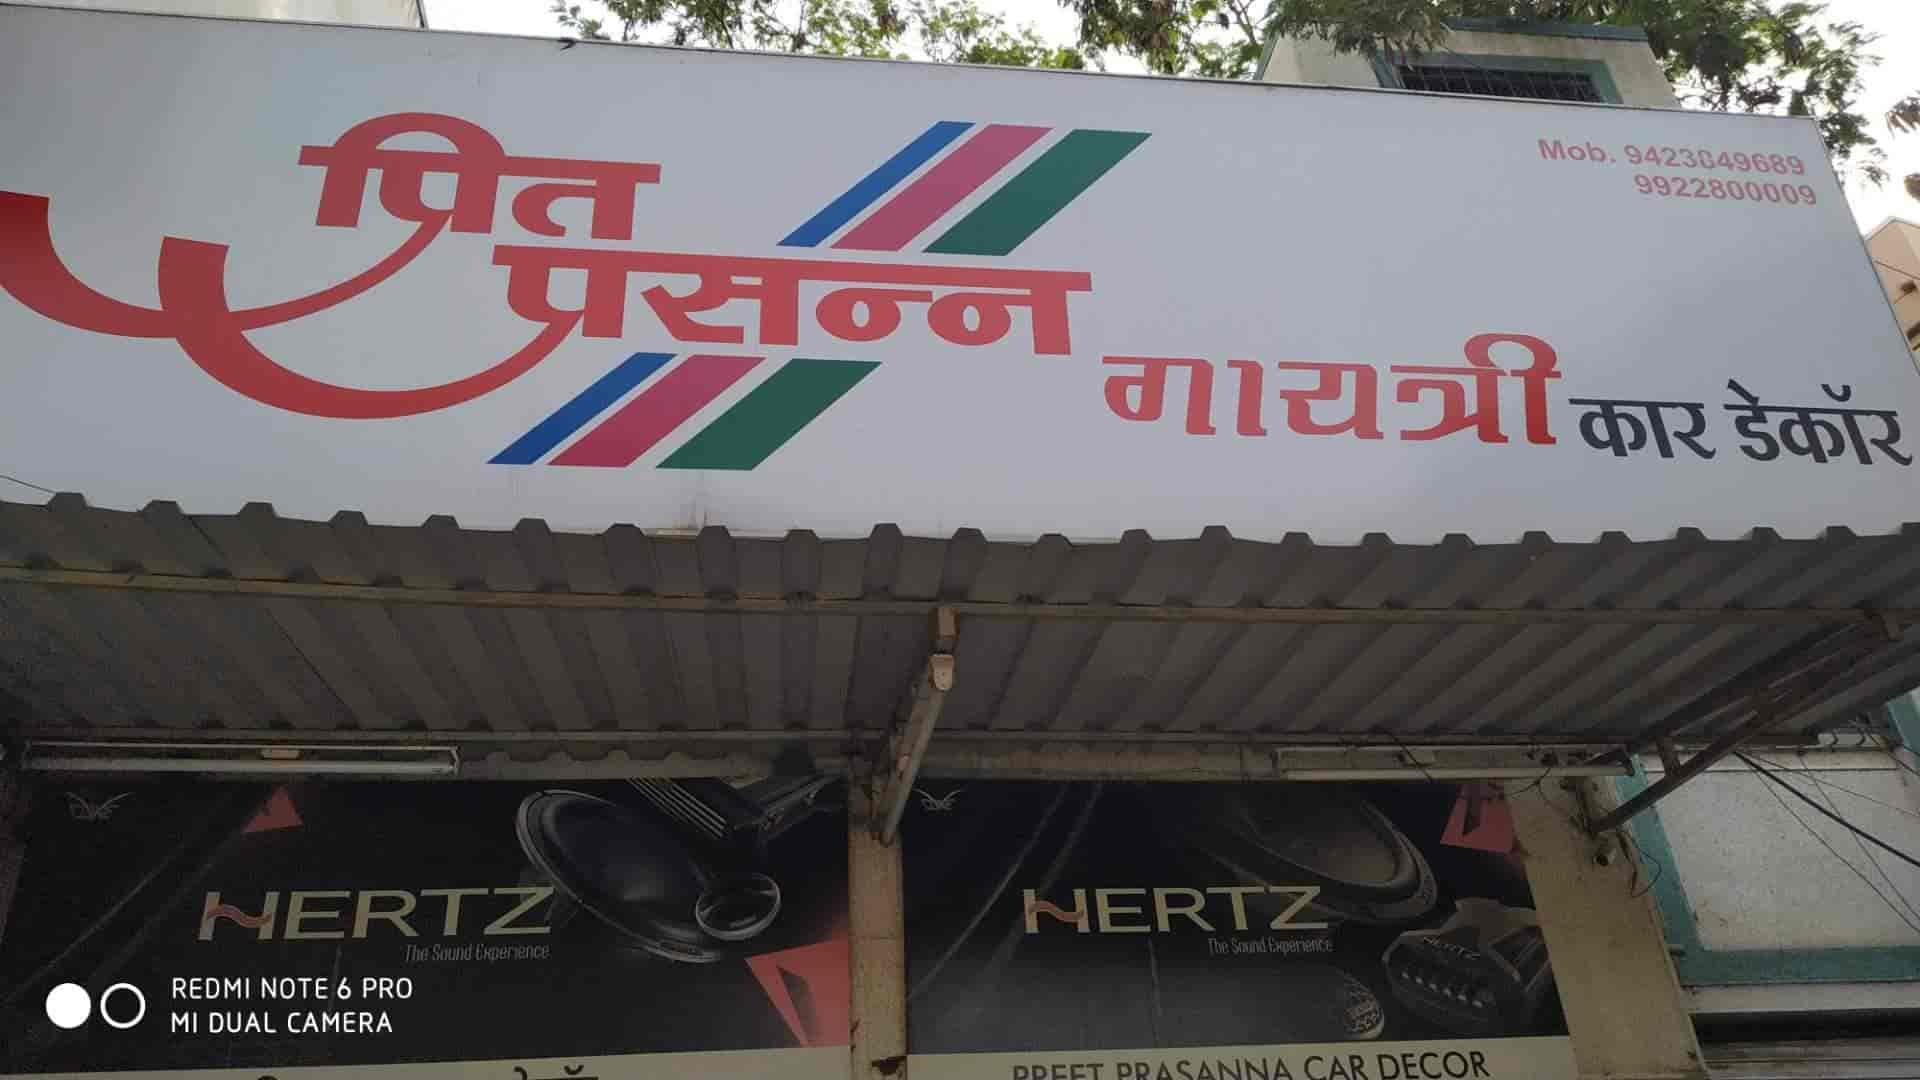 प्रित
प्रसन्न
गायत्री कार डेकॉर
Mob. 9423049689
9922800009
HERTZ
The Sound Experience
HERTZ
The Sound Experience
HERTZ
PREET PRASANNA CAR DECOR
REDMI NOTE 6 PRO
MI DUAL CAMERA